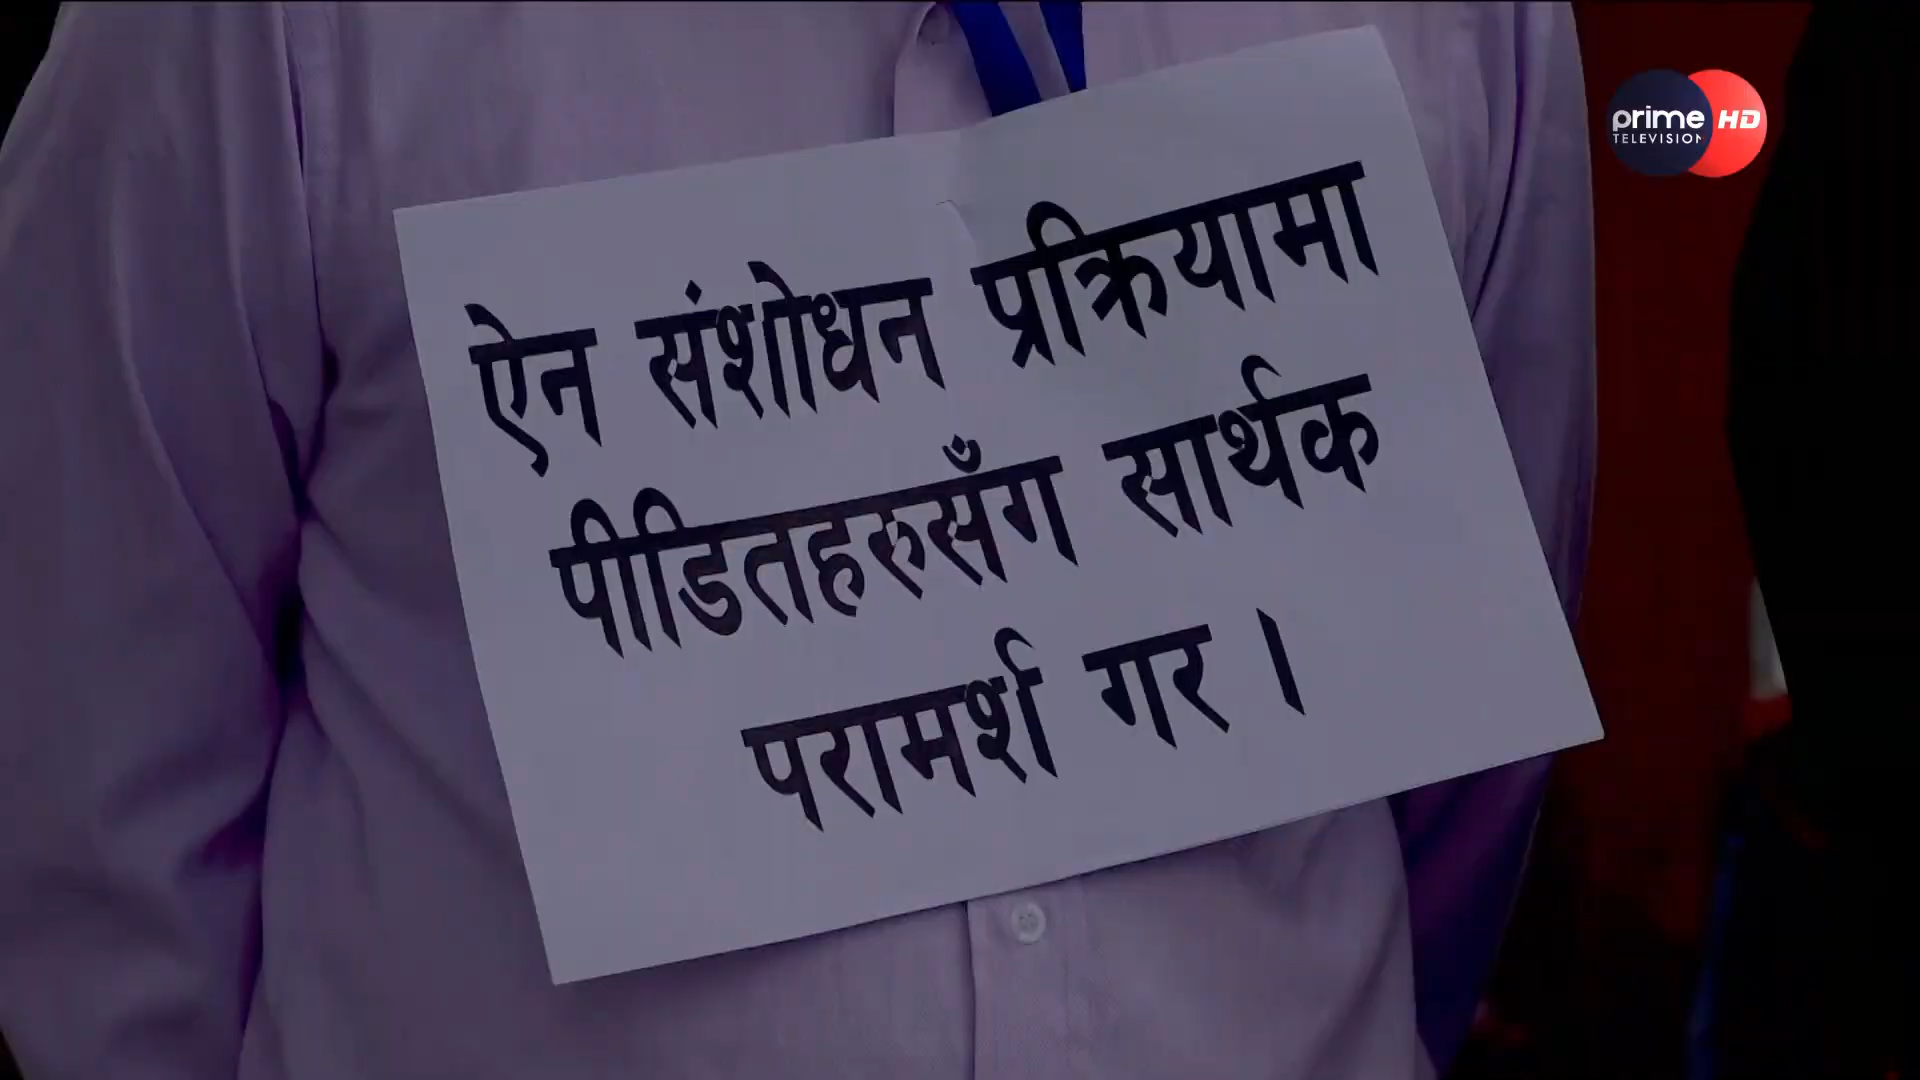 prime HD
TELEVISION
ऐन संशोधन प्रक्रियामा
पीडितहरुसँग सार्थक
परामर्श गर ।